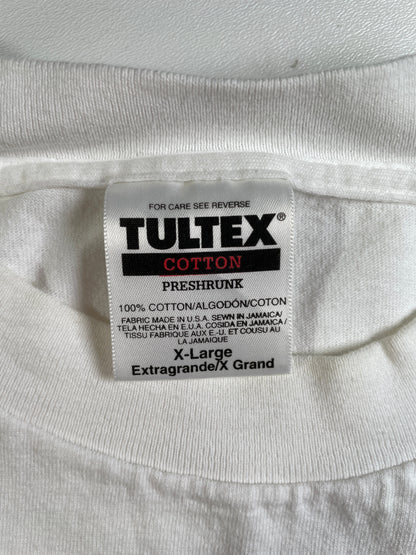 FOR CARE SEE REVERSE
TULTEX®
COTTON
PRESHRUNK
100% COTTON/ALGODÓN/COTON
FABRIC MADE IN U.S.A. SEWN IN JAMAICA/
TELA HECHA EN E.U.A. COSIDA EN JAMAICA/
TISSU FABRIQUE AUX E.-U. ET COUSU AU
LA JAMAIQUE
X-Large
Extragrande/X Grand